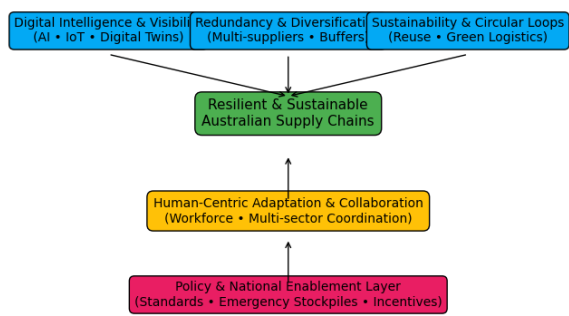 Digital Intelligence & Visibili
(AI • IoT • Digital Twins)
Redundancy & Diversificati
(Multi-suppliers • Buffers
Sustainability & Circular Loops
(Reuse • Green Logistics)
Resilient & Sustainable
Australian Supply Chains
Human-Centric Adaptation & Collaboration
(Workforce • Multi-sector Coordination)
Policy & National Enablement Layer
(Standards • Emergency Stockpiles • Incentives)